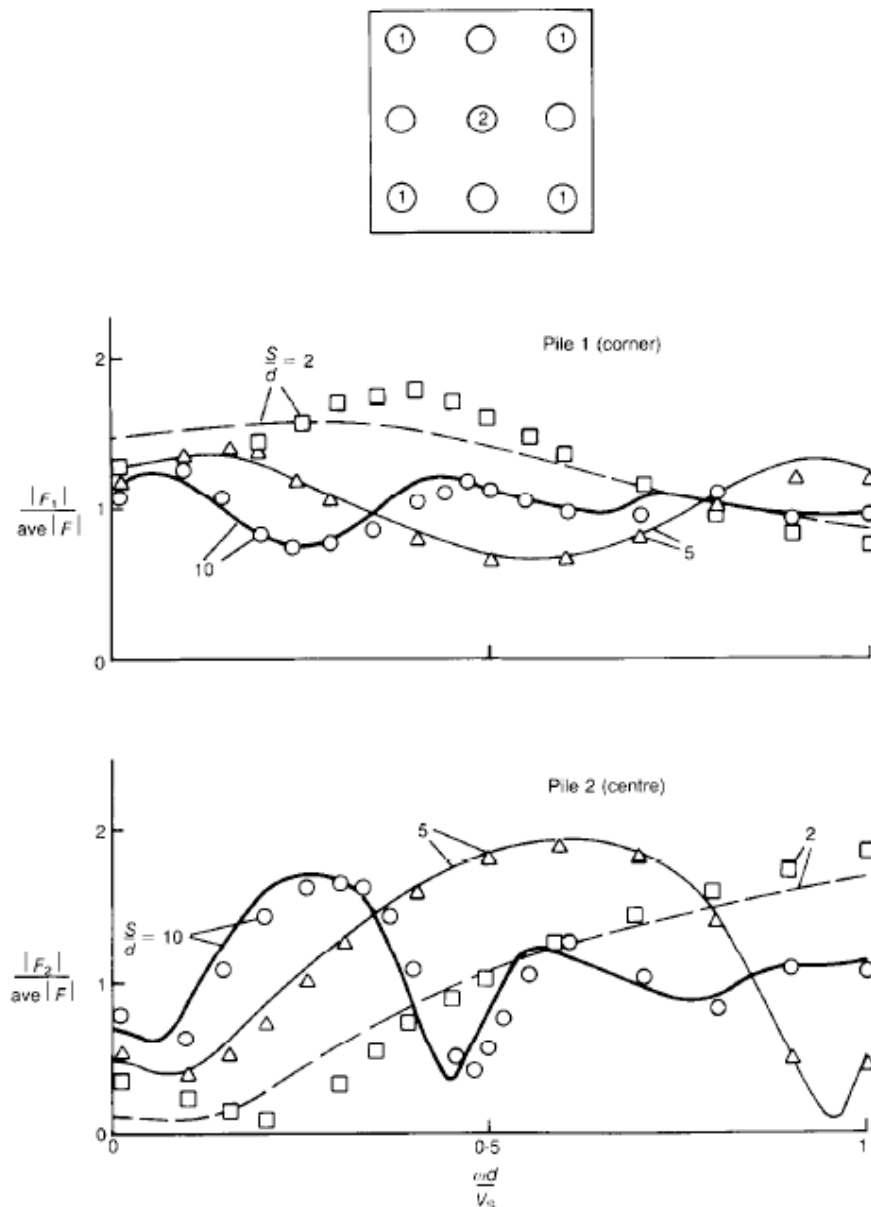 1 1
2
1 1
2
Pile 1 (corner)
S/d = 2
1
|F₁| / ave |F|
10
5
0
Pile 2 (centre)
2
5
2
S/d = 10
1
|F₂| / ave |F|
0
0 0·5 1
ωd / Vₛ